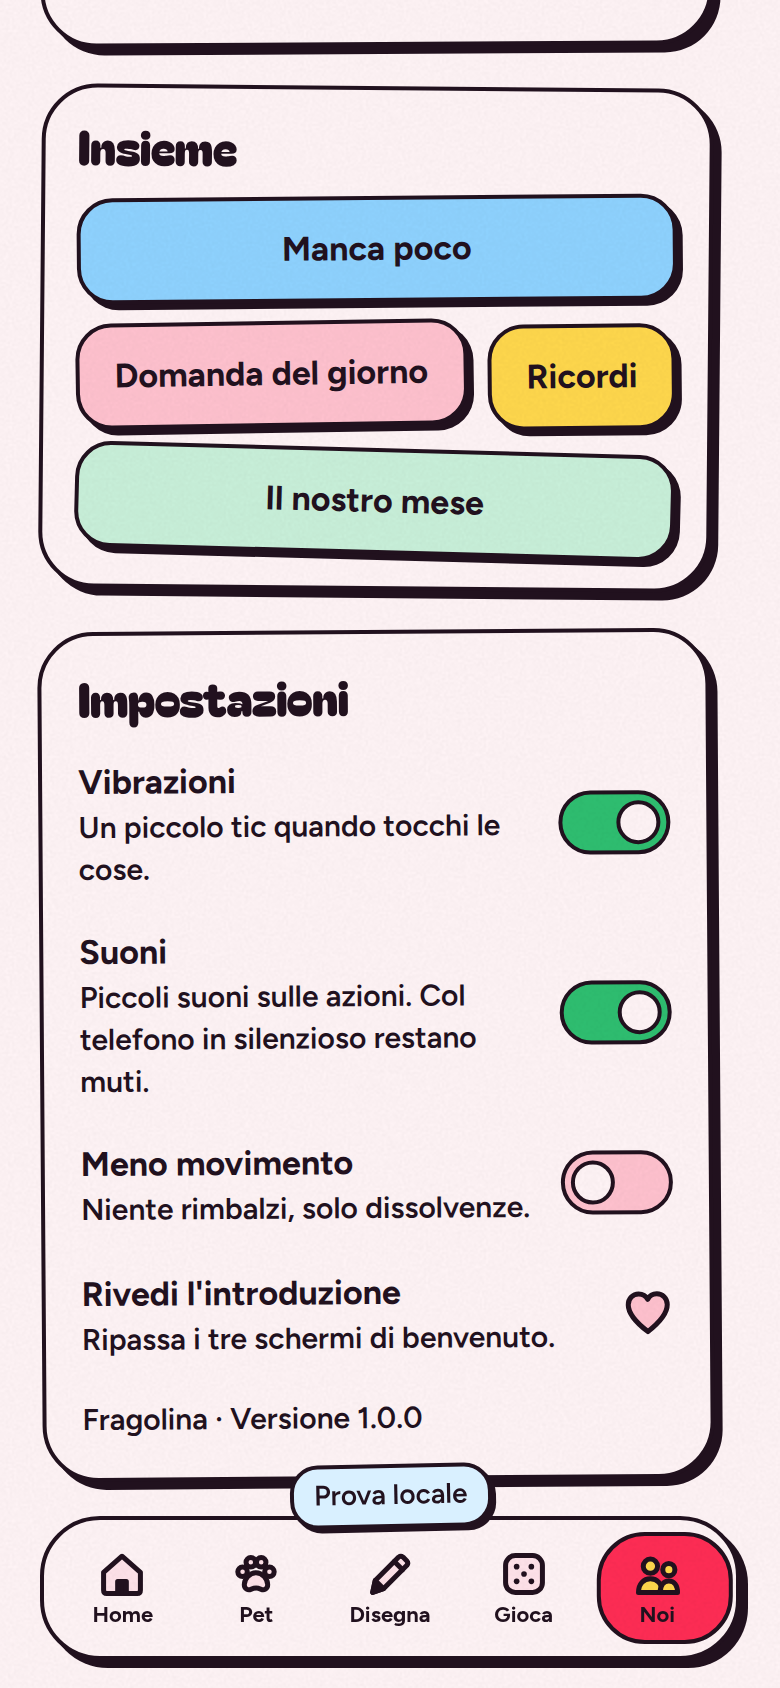 Insieme
Manca poco
Domanda del giorno
Ricordi
Il nostro mese
Impostazioni
Vibrazioni
Un piccolo tic quando tocchi le
cose.
Suoni
Piccoli suoni sulle azioni. Col
telefono in silenzioso restano
muti.
Meno movimento
Niente rimbalzi, solo dissolvenze.
Rivedi l'introduzione
Ripassa i tre schermi di benvenuto.
Fragolina · Versione 1.0.0
Prova locale
Home
Pet
Disegna
Gioca
Noi